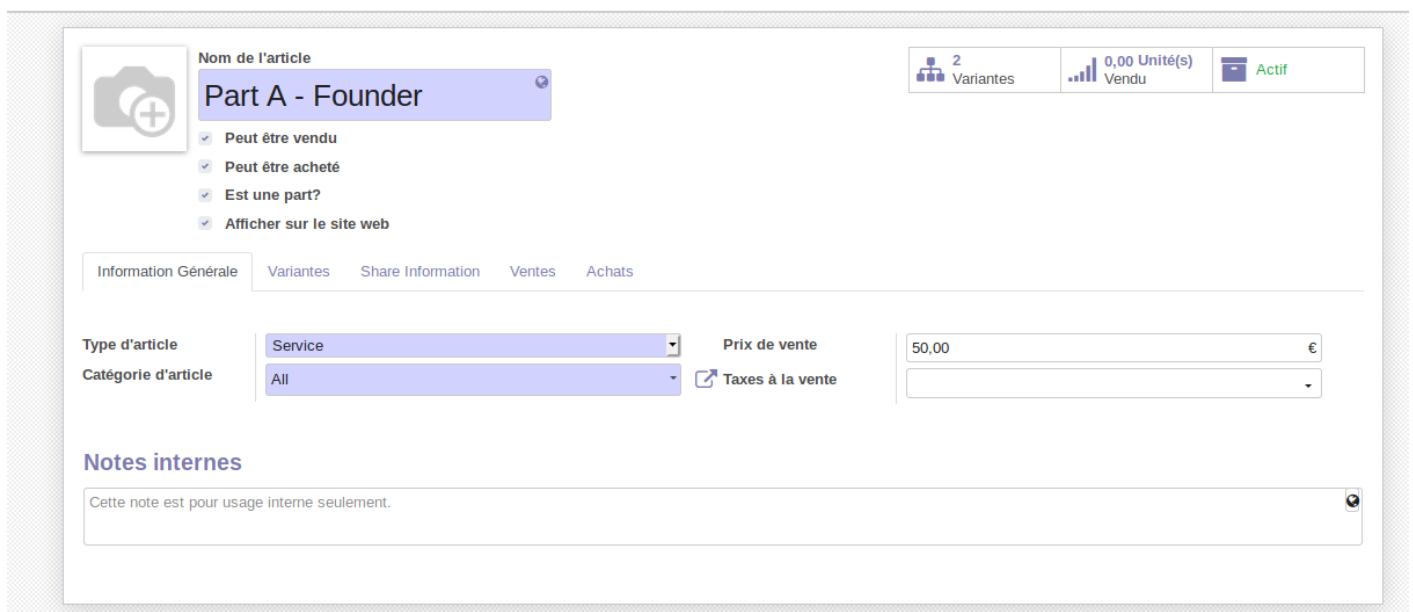 Nom de l'article
Part A - Founder
2
Variantes
0,00 Unité(s)
Vendu
Actif
Peut être vendu
Peut être acheté
Est une part?
Afficher sur le site web
Information Générale Variantes Share Information Ventes Achats
Type d'article Service Prix de vente 50,00 €
Catégorie d'article All Taxes à la vente
Notes internes
Cette note est pour usage interne seulement.